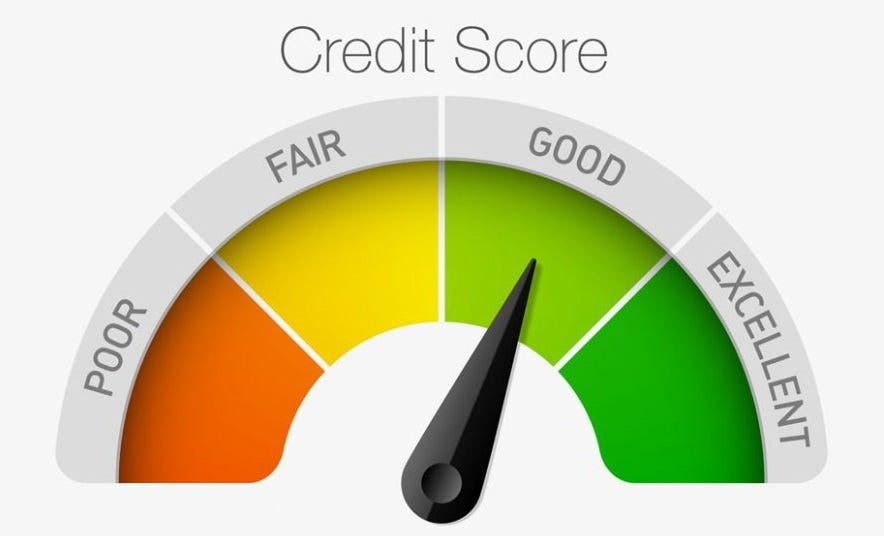 Credit Score
POOR
FAIR
GOOD
EXCELLENT